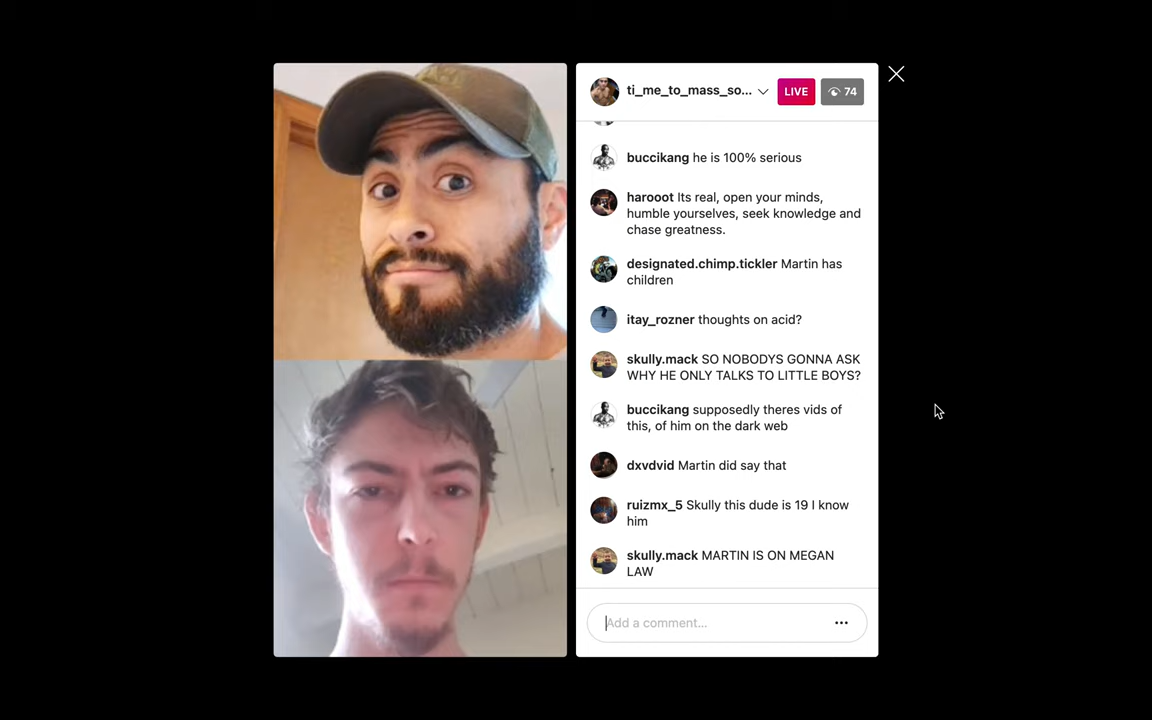 ti_me_to_mass_so...
LIVE
74
buccikang he is 100% serious
harooot Its real, open your minds,
humble yourselves, seek knowledge and
chase greatness.
designated.chimp.tickler Martin has
children
itay_rozner thoughts on acid?
skully.mack SO NOBODYS GONNA ASK
WHY HE ONLY TALKS TO LITTLE BOYS?
buccikang supposedly theres vids of
this, of him on the dark web
dxvdvid Martin did say that
ruizmx_5 Skully this dude is 19 I know
him
skully.mack MARTIN IS ON MEGAN
LAW
Add a comment...